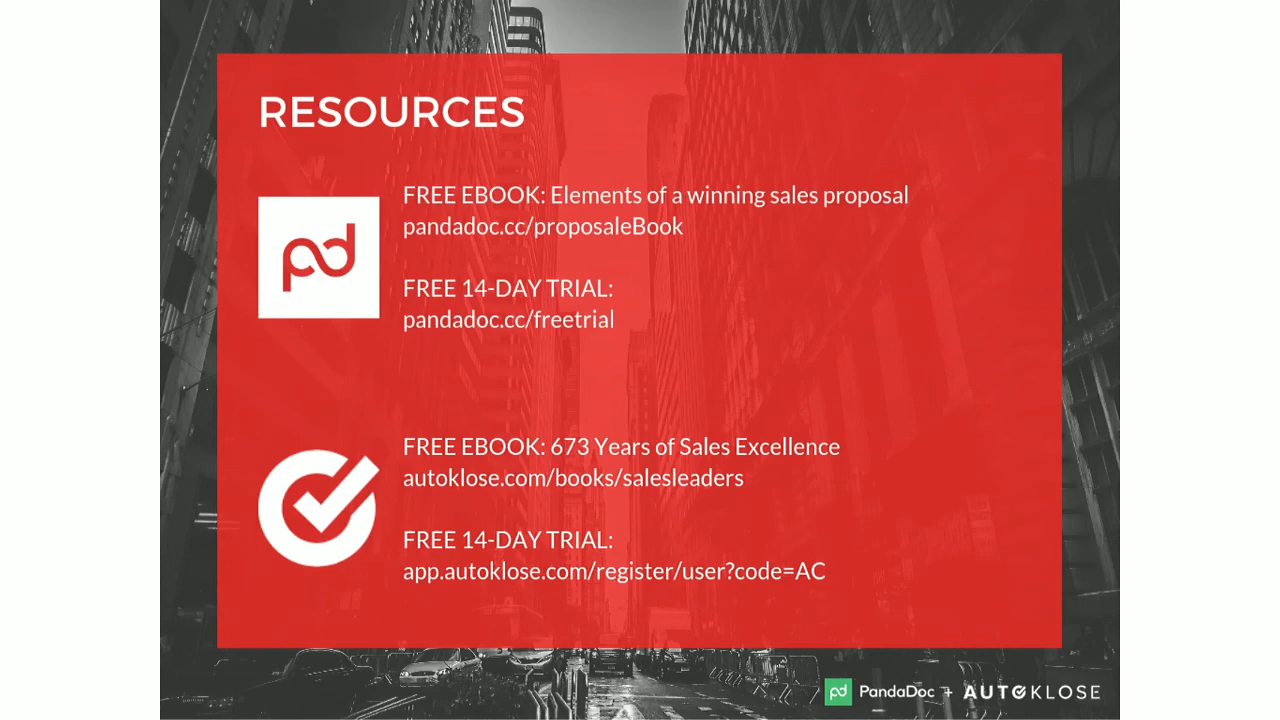 RESOURCES
FREE EBOOK: Elements of a winning sales proposal
pandadoc.cc/proposaleBook
pd
FREE 14-DAY TRIAL:
pandadoc.cc/freetrial
FREE EBOOK: 673 Years of Sales Excellence
autoklose.com/books/salesleaders
FREE 14-DAY TRIAL:
app.autoklose.com/register/user?code=AC
pd PandaDoc + AUTOKLOSE